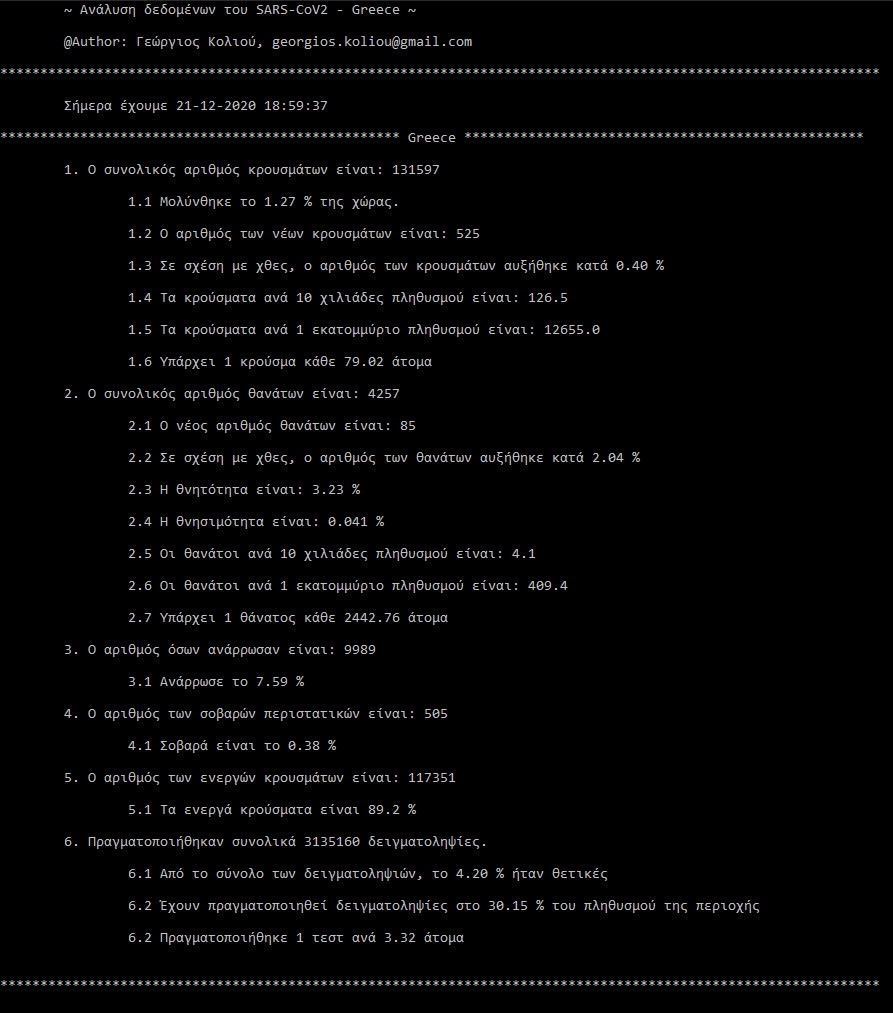 ~ Ανάλυση δεδομένων του SARS-CoV2 - Greece ~
@Author: Γεώργιος Κολιού, georgios.koliou@gmail.com
**************************************************************************************************************
Σήμερα έχουμε 21-12-2020 18:59:37
************************************************** Greece **************************************************
1. Ο συνολικός αριθμός κρουσμάτων είναι: 131597
1.1 Μολύνθηκε το 1.27 % της χώρας.
1.2 Ο αριθμός των νέων κρουσμάτων είναι: 525
1.3 Σε σχέση με χθες, ο αριθμός των κρουσμάτων αυξήθηκε κατά 0.40 %
1.4 Τα κρούσματα ανά 10 χιλιάδες πληθυσμού είναι: 126.5
1.5 Τα κρούσματα ανά 1 εκατομμύριο πληθυσμού είναι: 12655.0
1.6 Υπάρχει 1 κρούσμα κάθε 79.02 άτομα
2. Ο συνολικός αριθμός θανάτων είναι: 4257
2.1 Ο νέος αριθμός θανάτων είναι: 85
2.2 Σε σχέση με χθες, ο αριθμός των θανάτων αυξήθηκε κατά 2.04 %
2.3 Η θνητότητα είναι: 3.23 %
2.4 Η θνησιμότητα είναι: 0.041 %
2.5 Οι θανάτοι ανά 10 χιλιάδες πληθυσμού είναι: 4.1
2.6 Οι θανάτοι ανά 1 εκατομμύριο πληθυσμού είναι: 409.4
2.7 Υπάρχει 1 θάνατος κάθε 2442.76 άτομα
3. Ο αριθμός όσων ανάρρωσαν είναι: 9989
3.1 Ανάρρωσε το 7.59 %
4. Ο αριθμός των σοβαρών περιστατικών είναι: 505
4.1 Σοβαρά είναι το 0.38 %
5. Ο αριθμός των ενεργών κρουσμάτων είναι: 117351
5.1 Τα ενεργά κρούσματα είναι 89.2 %
6. Πραγματοποιήθηκαν συνολικά 3135160 δειγματοληψίες.
6.1 Από το σύνολο των δειγματοληψιών, το 4.20 % ήταν θετικές
6.2 Έχουν πραγματοποιηθεί δειγματοληψίες στο 30.15 % του πληθυσμού της περιοχής
6.2 Πραγματοποιήθηκε 1 τεστ ανά 3.32 άτομα
**************************************************************************************************************